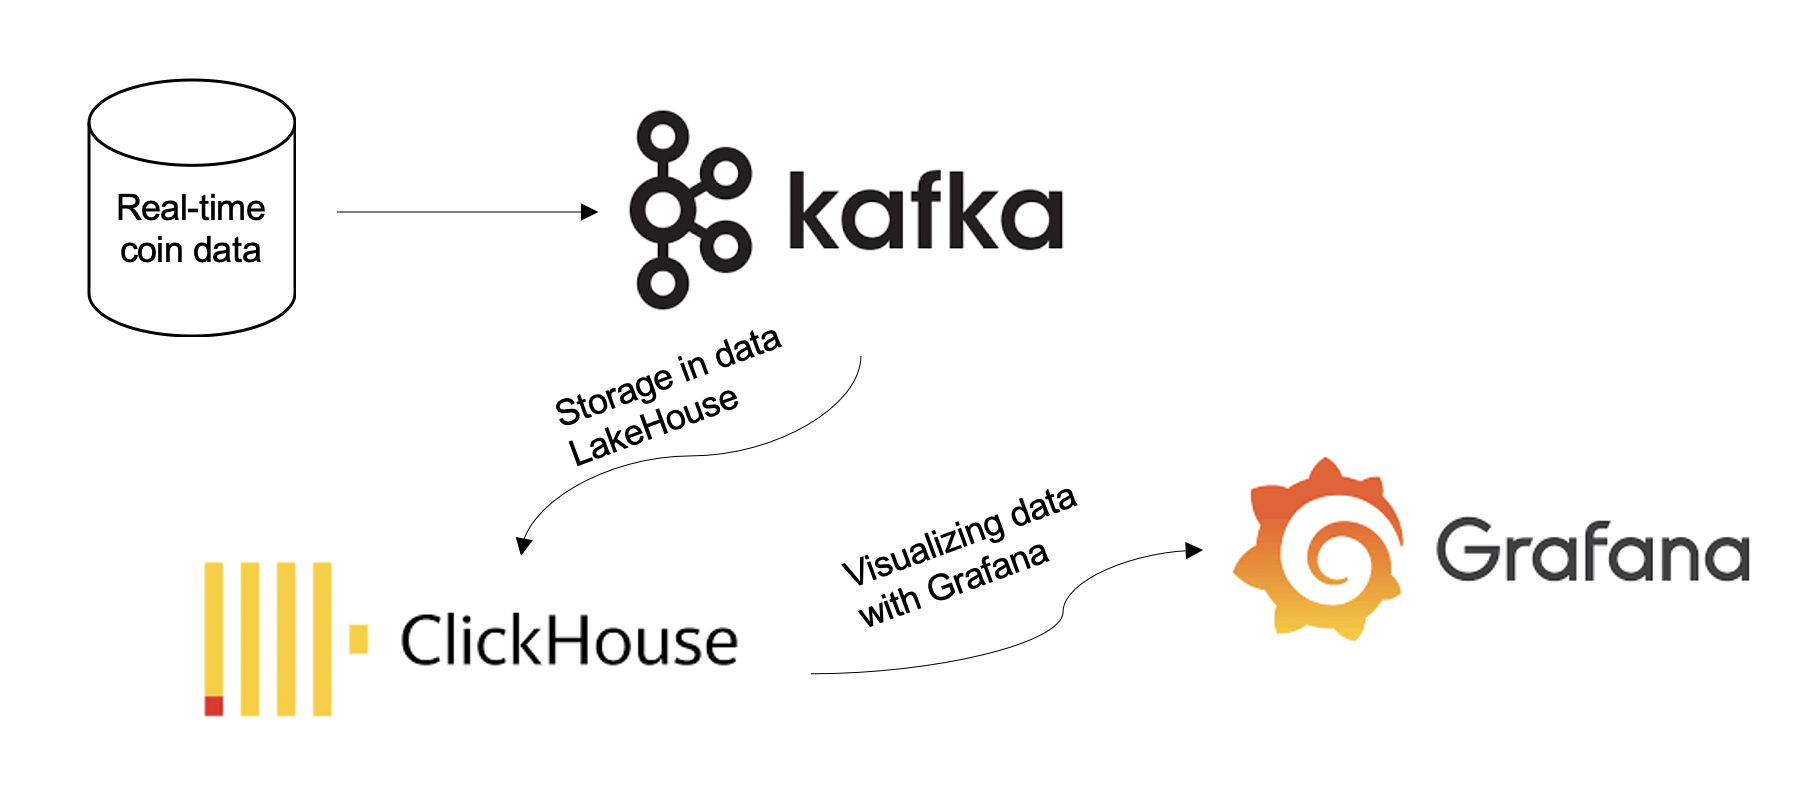 Real-time
coin data
kafka
Storage in data
LakeHouse
ClickHouse
Visualizing data
with Grafana
Grafana